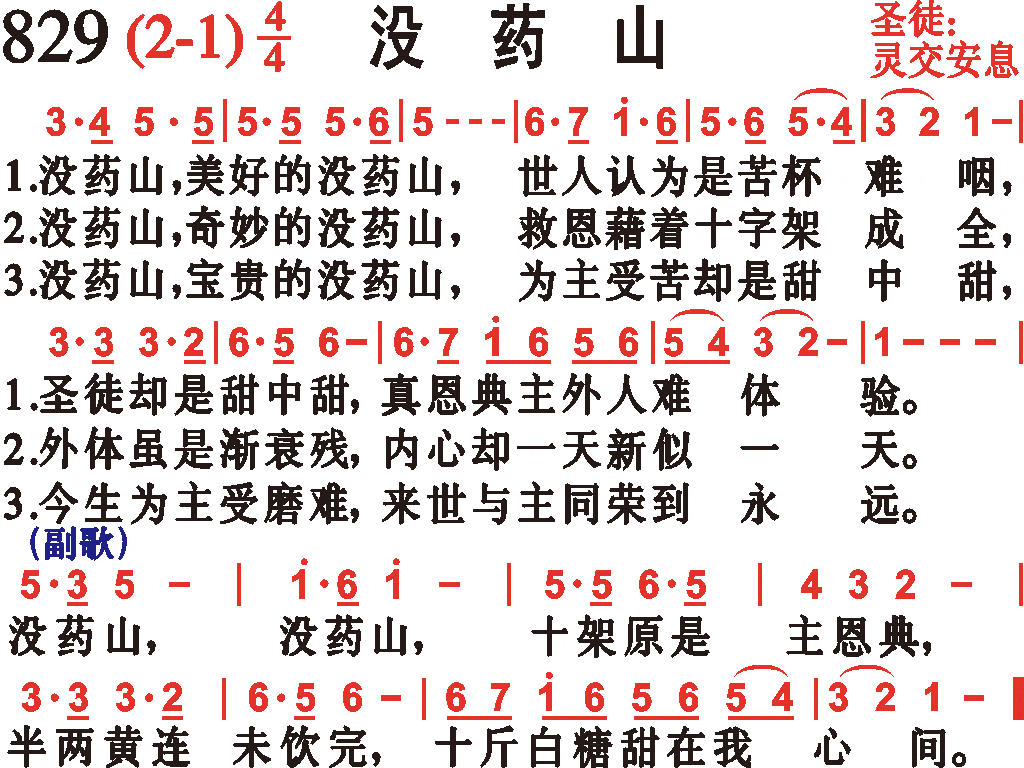 829 (2-1) 4/4 没药山 圣徒:
灵交安息
3·4 5·5|5·5 5·6|5---|6·7 i·6|5·6 5·4|3 2 1-|
1.没药山,美好的没药山, 世人认为是苦杯 难 咽,
2.没药山,奇妙的没药山, 救恩藉着十字架 成 全,
3.没药山,宝贵的没药山, 为主受苦却是甜 中 甜,
3·3 3·2|6·5 6-|6·7 i 6 5 6|5 4 3 2-|1---|
1.圣徒却是甜中甜,真恩典主外人难 体 验。
2.外体虽是渐衰残,内心却一天新似 一 天。
3.今生为主受磨难,来世与主同荣到 永 远。
(副歌)
5·3 5 - | i·6 i - | 5·5 6·5 | 4 3 2 - |
没药山, 没药山, 十架原是 主恩典,
3·3 3·2 | 6·5 6-|6 7 i 6 5 6 5 4|3 2 1 -
半两黄连 未饮完, 十斤白糖甜在我 心 间。